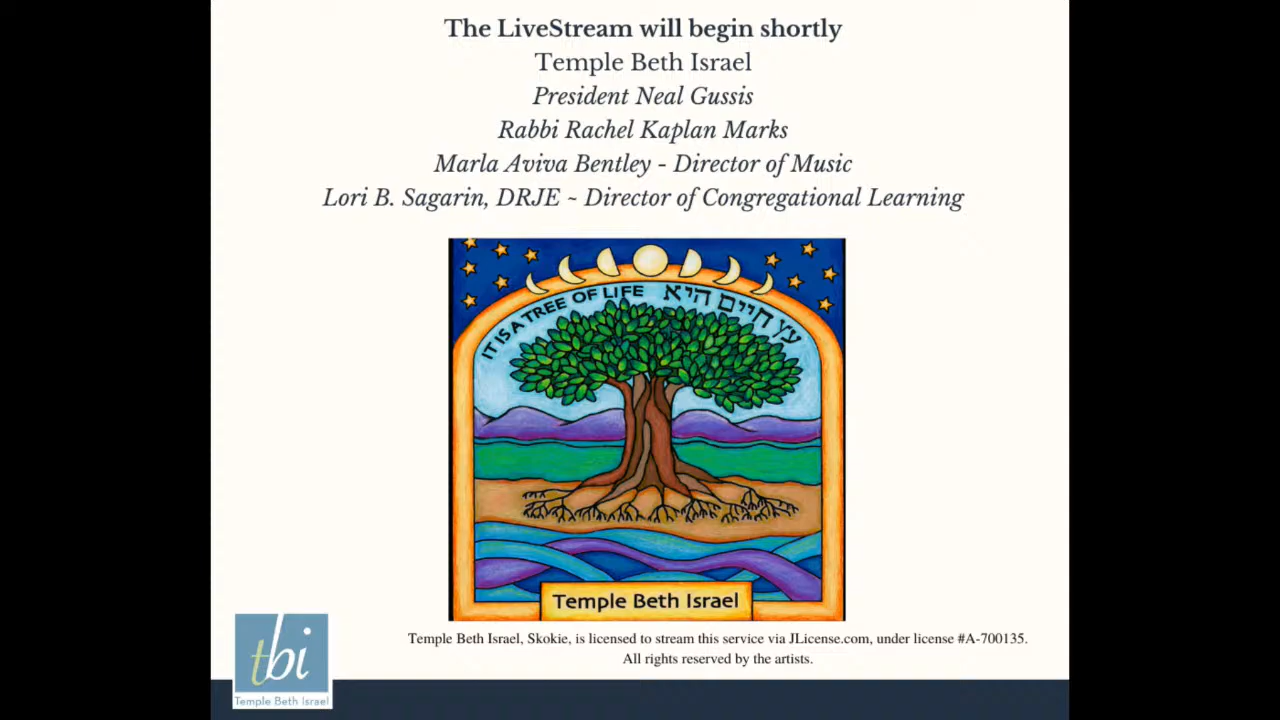 The LiveStream will begin shortly
Temple Beth Israel
President Neal Gussis
Rabbi Rachel Kaplan Marks
Marla Aviva Bentley - Director of Music
Lori B. Sagarin, DRJE ~ Director of Congregational Learning
IT IS A TREE OF LIFE עץ חיים היא
Temple Beth Israel
Temple Beth Israel, Skokie, is licensed to stream this service via JLicense.com, under license #A-700135.
All rights reserved by the artists.
tbi
Temple Beth Israel